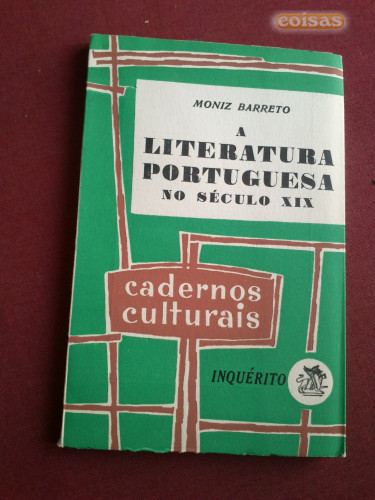 coisas
MONIZ BARRETO
A
LITERATURA
PORTUGUESA
NO SÉCULO XIX
cadernos
culturais
INQUÉRITO